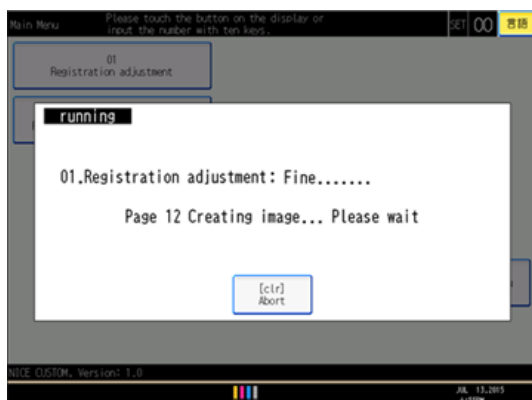 Main Menu
Please touch the button on the display or
input the number with ten keys.
SET 00 言語
01
Registration adjustment
running
01.Registration adjustment: Fine.......
Page 12 Creating image... Please wait
[clr]
Abort
NICE CUSTOM, Version: 1.0
JUL 13,2015